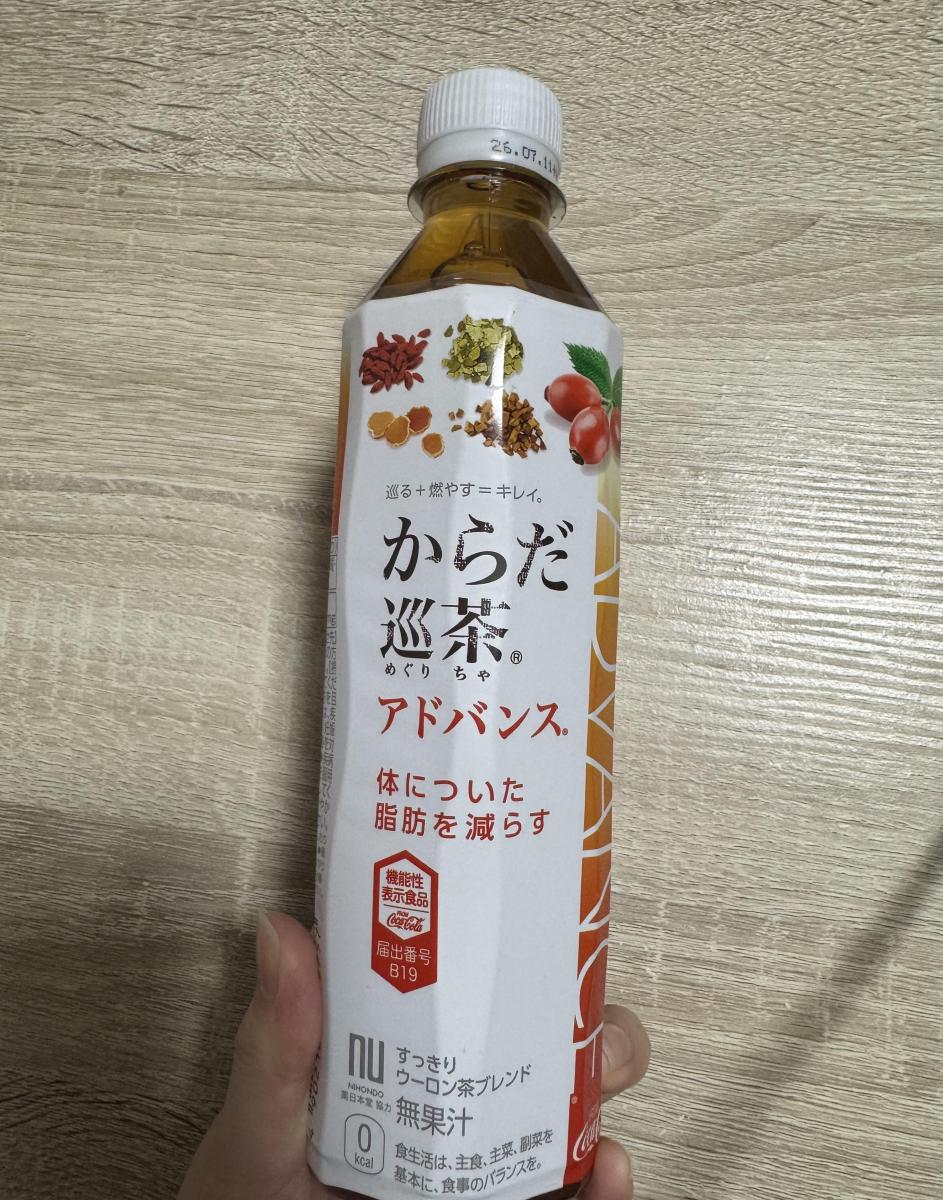 26.07.11
巡る+燃やす=キレイ。
からだ
巡茶®
めぐり ちゃ
アドバンス®
体についた
脂肪を減らす
機能性
表示食品
FROM
Coca-Cola
届出番号
B19
nu
NIHONDO
薬日本堂 協力
すっきり
ウーロン茶ブレンド
無果汁
0
kcal
食生活は、主食、主菜、副菜を
基本に、食事のバランスを。
ADVANCE